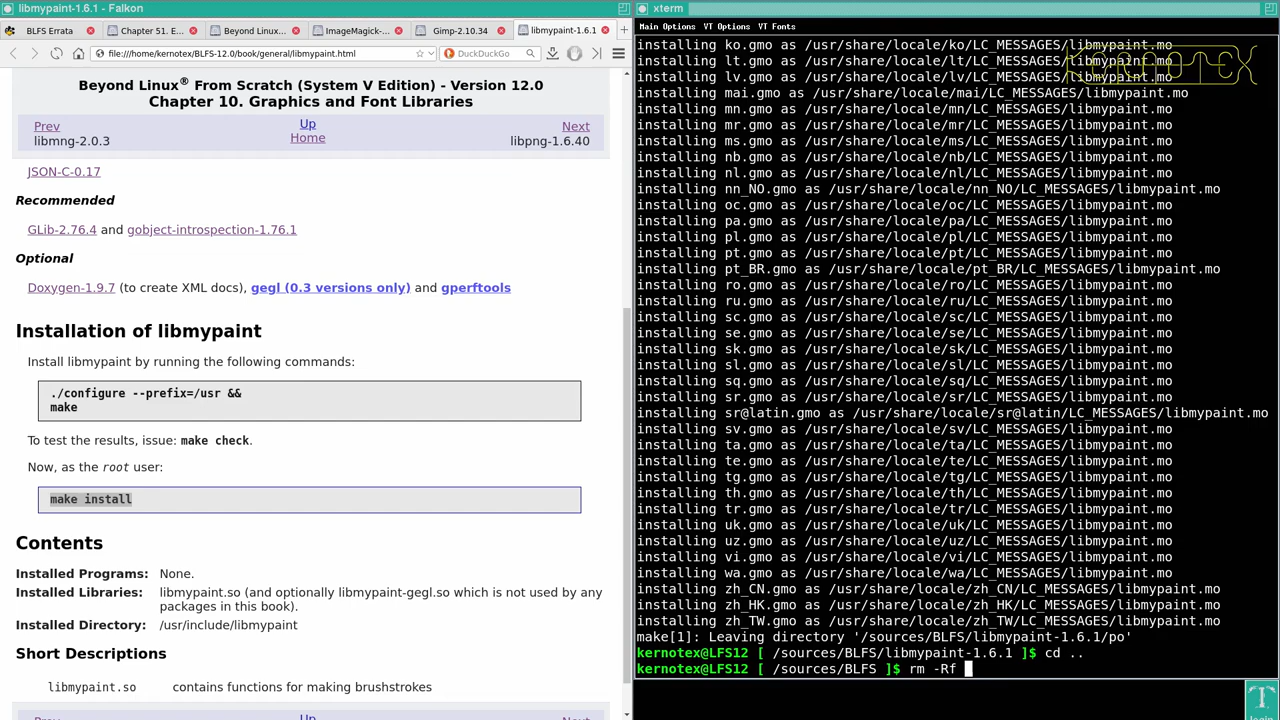 libmypaint-1.6.1 - Falkon
BLFS Errata
Chapter 51. E...
Beyond Linux...
ImageMagick-...
Gimp-2.10.34
libmypaint-1.6.1
file:///home/kernotex/BLFS-12.0/book/general/libmypaint.html
DuckDuckGo
Beyond Linux® From Scratch (System V Edition) - Version 12.0
Chapter 10. Graphics and Font Libraries
Prev
Up
Next
libmng-2.0.3
Home
libpng-1.6.40
JSON-C-0.17
Recommended
GLib-2.76.4 and gobject-introspection-1.76.1
Optional
Doxygen-1.9.7 (to create XML docs), gegl (0.3 versions only) and gperftools
Installation of libmypaint
Install libmypaint by running the following commands:
./configure --prefix=/usr &&
make
To test the results, issue: make check.
Now, as the root user:
make install
Contents
Installed Programs: None.
Installed Libraries: libmypaint.so (and optionally libmypaint-gegl.so which is not used by any
packages in this book).
Installed Directory: /usr/include/libmypaint
Short Descriptions
libmypaint.so contains functions for making brushstrokes
Prev
Up
Next
xterm
Main Options VT Options VT Fonts
KERNOTEX
installing ko.gmo as /usr/share/locale/ko/LC_MESSAGES/libmypaint.mo
installing lt.gmo as /usr/share/locale/lt/LC_MESSAGES/libmypaint.mo
installing lv.gmo as /usr/share/locale/lv/LC_MESSAGES/libmypaint.mo
installing mai.gmo as /usr/share/locale/mai/LC_MESSAGES/libmypaint.mo
installing mn.gmo as /usr/share/locale/mn/LC_MESSAGES/libmypaint.mo
installing mr.gmo as /usr/share/locale/mr/LC_MESSAGES/libmypaint.mo
installing ms.gmo as /usr/share/locale/ms/LC_MESSAGES/libmypaint.mo
installing nb.gmo as /usr/share/locale/nb/LC_MESSAGES/libmypaint.mo
installing nl.gmo as /usr/share/locale/nl/LC_MESSAGES/libmypaint.mo
installing nn_NO.gmo as /usr/share/locale/nn_NO/LC_MESSAGES/libmypaint.mo
installing oc.gmo as /usr/share/locale/oc/LC_MESSAGES/libmypaint.mo
installing pa.gmo as /usr/share/locale/pa/LC_MESSAGES/libmypaint.mo
installing pl.gmo as /usr/share/locale/pl/LC_MESSAGES/libmypaint.mo
installing pt.gmo as /usr/share/locale/pt/LC_MESSAGES/libmypaint.mo
installing pt_BR.gmo as /usr/share/locale/pt_BR/LC_MESSAGES/libmypaint.mo
installing ro.gmo as /usr/share/locale/ro/LC_MESSAGES/libmypaint.mo
installing ru.gmo as /usr/share/locale/ru/LC_MESSAGES/libmypaint.mo
installing sc.gmo as /usr/share/locale/sc/LC_MESSAGES/libmypaint.mo
installing se.gmo as /usr/share/locale/se/LC_MESSAGES/libmypaint.mo
installing sk.gmo as /usr/share/locale/sk/LC_MESSAGES/libmypaint.mo
installing sl.gmo as /usr/share/locale/sl/LC_MESSAGES/libmypaint.mo
installing sq.gmo as /usr/share/locale/sq/LC_MESSAGES/libmypaint.mo
installing sr.gmo as /usr/share/locale/sr/LC_MESSAGES/libmypaint.mo
installing sr@latin.gmo as /usr/share/locale/sr@latin/LC_MESSAGES/libmypaint.mo
installing sv.gmo as /usr/share/locale/sv/LC_MESSAGES/libmypaint.mo
installing ta.gmo as /usr/share/locale/ta/LC_MESSAGES/libmypaint.mo
installing te.gmo as /usr/share/locale/te/LC_MESSAGES/libmypaint.mo
installing tg.gmo as /usr/share/locale/tg/LC_MESSAGES/libmypaint.mo
installing th.gmo as /usr/share/locale/th/LC_MESSAGES/libmypaint.mo
installing tr.gmo as /usr/share/locale/tr/LC_MESSAGES/libmypaint.mo
installing uk.gmo as /usr/share/locale/uk/LC_MESSAGES/libmypaint.mo
installing uz.gmo as /usr/share/locale/uz/LC_MESSAGES/libmypaint.mo
installing vi.gmo as /usr/share/locale/vi/LC_MESSAGES/libmypaint.mo
installing wa.gmo as /usr/share/locale/wa/LC_MESSAGES/libmypaint.mo
installing zh_CN.gmo as /usr/share/locale/zh_CN/LC_MESSAGES/libmypaint.mo
installing zh_HK.gmo as /usr/share/locale/zh_HK/LC_MESSAGES/libmypaint.mo
installing zh_TW.gmo as /usr/share/locale/zh_TW/LC_MESSAGES/libmypaint.mo
make[1]: Leaving directory '/sources/BLFS/libmypaint-1.6.1/po'
kernotex@LFS12 [ /sources/BLFS/libmypaint-1.6.1 ]$ cd ..
kernotex@LFS12 [ /sources/BLFS ]$ rm -Rf
T
login